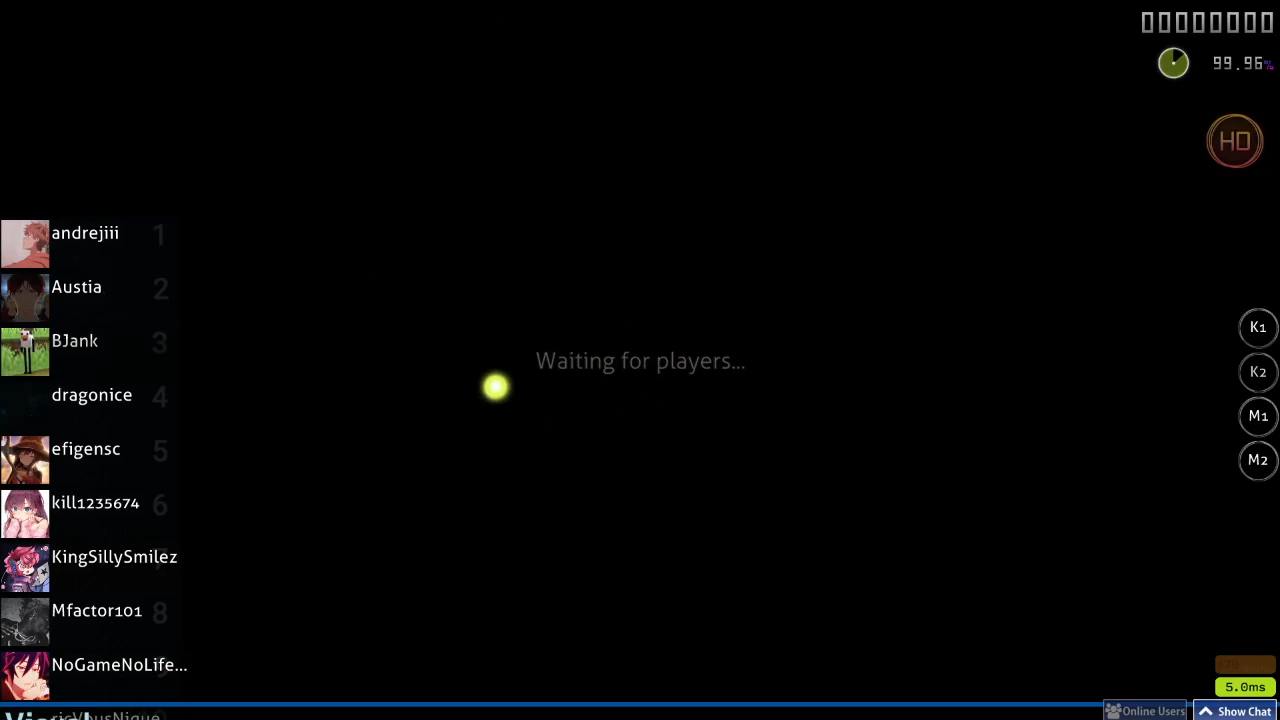 00000000
99.96%
HD
andrejiii 1
Austia 2
BJank 3
dragonice 4
efigensc 5
kill1235674 6
KingSillySmilez
Mfactor101 8
NoGameNoLife...
Waiting for players...
K1
K2
M1
M2
5.0ms
Online Users
Show Chat